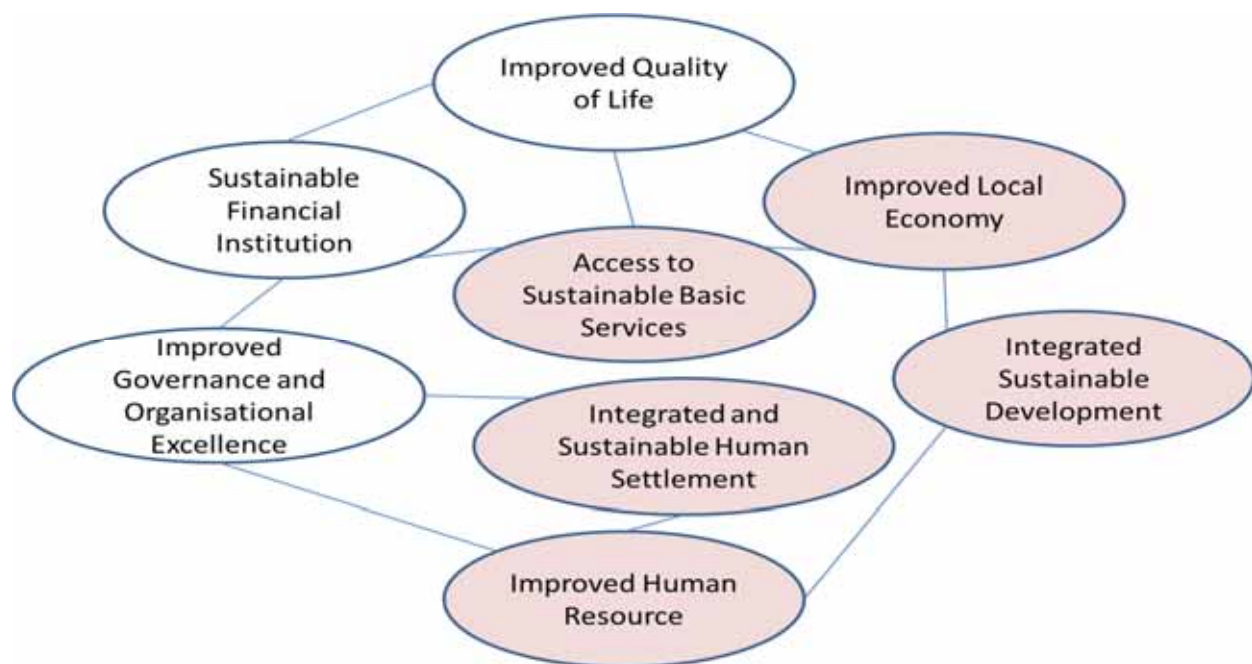 Improved Quality
of Life
Sustainable
Financial
Institution
Improved Local
Economy
Access to
Sustainable Basic
Services
Improved
Governance and
Organisational
Excellence
Integrated
Sustainable
Development
Integrated and
Sustainable Human
Settlement
Improved Human
Resource